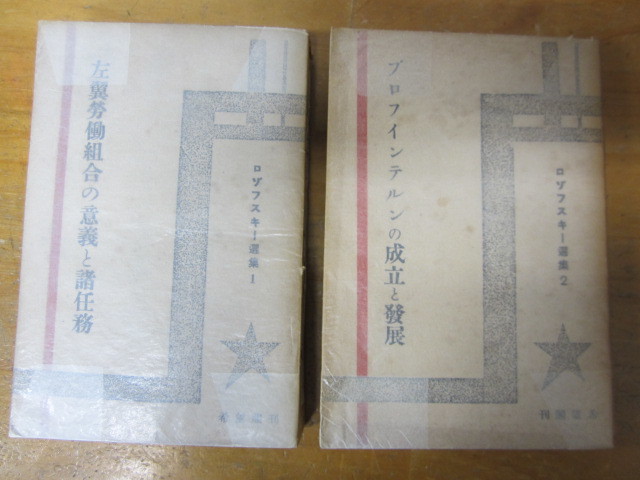 左翼勞働組合の意義と諸任務
ロゾフスキー選集1
プロフインテルンの成立と發展
ロゾフスキー選集2